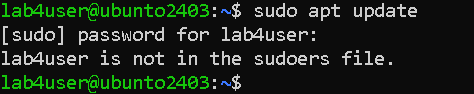 lab4user@ubunto2403:~$ sudo apt update
[sudo] password for lab4user:
lab4user is not in the sudoers file.
lab4user@ubunto2403:~$